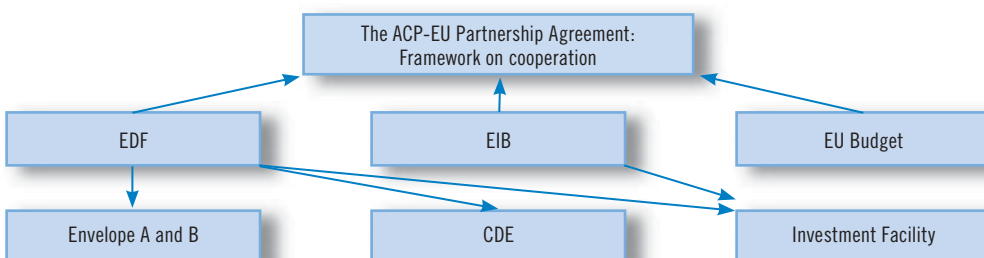 The ACP-EU Partnership Agreement:
Framework on cooperation
EDF
EIB
EU Budget
Envelope A and B
CDE
Investment Facility